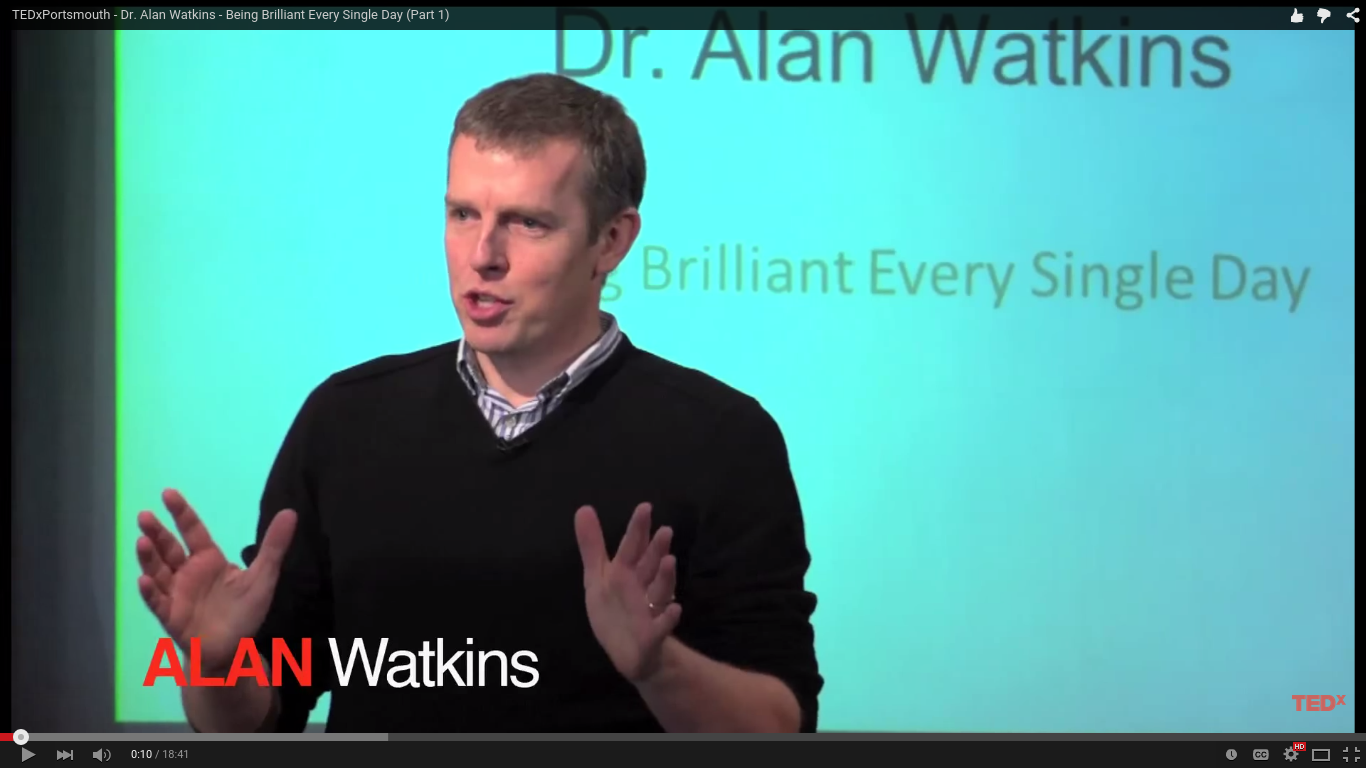 TEDxPortsmouth - Dr. Alan Watkins - Being Brilliant Every Single Day (Part 1)
Dr. Alan Watkins
g Brilliant Every Single Day
ALAN Watkins
TEDx
0:10 / 18:41
CC
HD